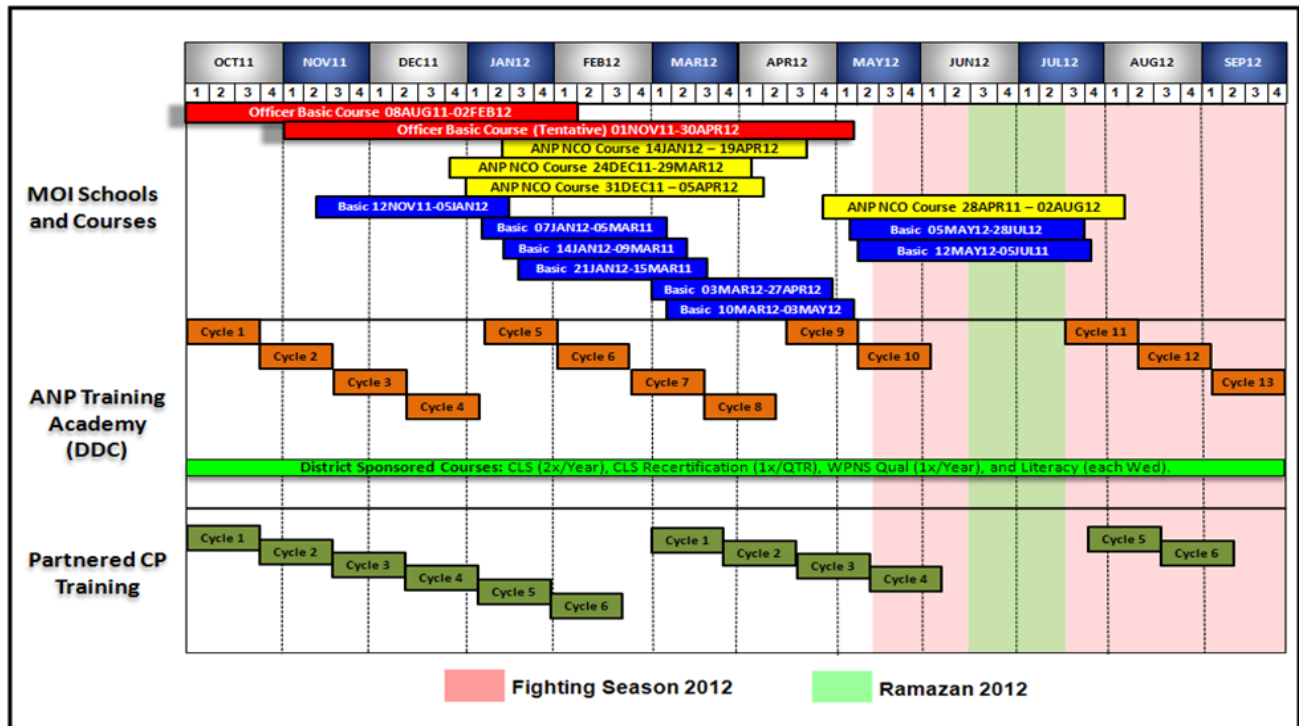 OCT11 NOV11 DEC11 JAN12 FEB12 MAR12 APR12 MAY12 JUN12 JUL12 AUG12 SEP12
1 2 3 4 1 2 3 4 1 2 3 4 1 2 3 4 1 2 3 4 1 2 3 4 1 2 3 4 1 2 3 4 1 2 3 4 1 2 3 4 1 2 3 4 1 2 3 4
MOI Schools
and Courses
Officer Basic Course 08AUG11-02FEB12
Officer Basic Course (Tentative) 01NOV11-30APR12
ANP NCO Course 14JAN12 – 19APR12
ANP NCO Course 24DEC11-29MAR12
ANP NCO Course 31DEC11 – 05APR12
Basic 12NOV11-05JAN12
ANP NCO Course 28APR11 – 02AUG12
Basic 07JAN12-05MAR11
Basic 05MAY12-28JUL12
Basic 14JAN12-09MAR11
Basic 12MAY12-05JUL11
Basic 21JAN12-15MAR11
Basic 03MAR12-27APR12
Basic 10MAR12-03MAY12
ANP Training
Academy
(DDC)
Cycle 1
Cycle 5
Cycle 9
Cycle 11
Cycle 2
Cycle 6
Cycle 10
Cycle 12
Cycle 3
Cycle 7
Cycle 13
Cycle 4
Cycle 8
District Sponsored Courses: CLS (2x/Year), CLS Recertification (1x/QTR), WPNS Qual (1x/Year), and Literacy (each Wed).
Partnered CP
Training
Cycle 1
Cycle 2
Cycle 3
Cycle 4
Cycle 5
Cycle 6
Cycle 1
Cycle 2
Cycle 3
Cycle 4
Cycle 5
Cycle 6
Fighting Season 2012
Ramazan 2012